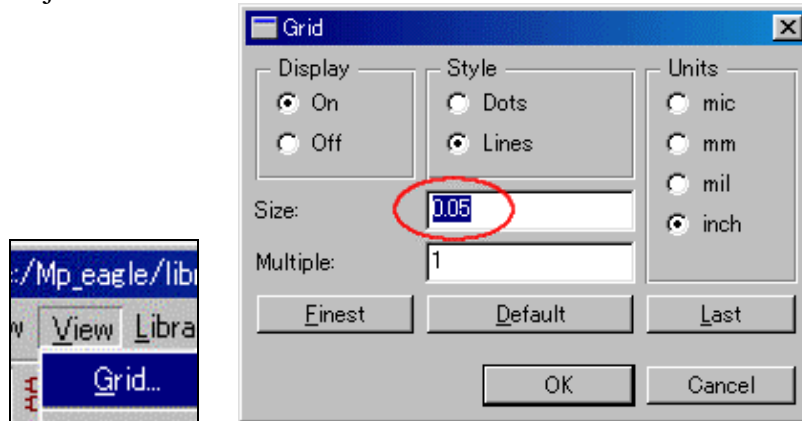 :/Mp_eagle/libr
View Libra
Grid...
Grid
Display Style Units
On Dots mic
Off Lines mm
mil
Size: 0.05 inch
Multiple: 1
Finest Default Last
OK Cancel